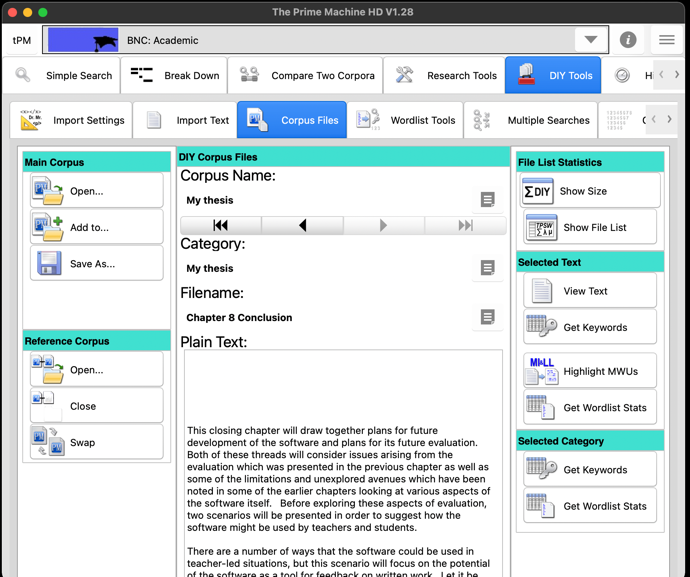 The Prime Machine HD V1.28
tPM
BNC: Academic
Simple Search
Break Down
Compare Two Corpora
Research Tools
DIY Tools
Import Settings
Import Text
Corpus Files
Wordlist Tools
Multiple Searches
Main Corpus
Open...
Add to...
Save As...
Reference Corpus
Open...
Close
Swap
DIY Corpus Files
Corpus Name:
My thesis
Category:
My thesis
Filename:
Chapter 8 Conclusion
Plain Text:
This closing chapter will draw together plans for future
development of the software and plans for its future evaluation.
Both of these threads will consider issues arising from the
evaluation which was presented in the previous chapter as well as
some of the limitations and unexplored avenues which have been
noted in some of the earlier chapters looking at various aspects of
the software itself.   Before exploring these aspects of evaluation,
two scenarios will be presented in order to suggest how the
software might be used by teachers and students.
There are a number of ways that the software could be used in
teacher-led situations, but this scenario will focus on the potential
of the software as a tool for feedback on written work.  Let it be
File List Statistics
ΣDIY
Show Size
TPSW
Σ λ μ
Show File List
Selected Text
View Text
Get Keywords
Highlight MWUs
Get Wordlist Stats
Selected Category
Get Keywords
Get Wordlist Stats